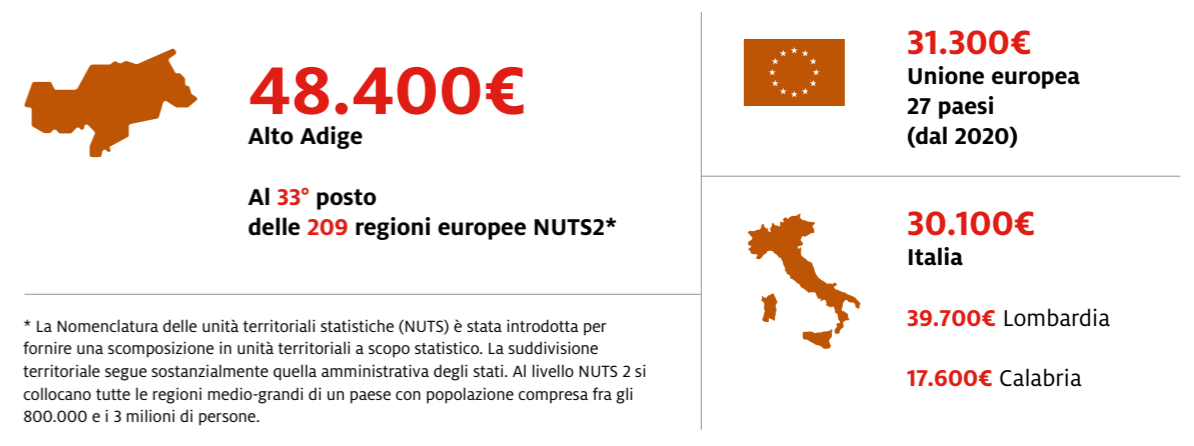 48.400€
Alto Adige
Al 33° posto
delle 209 regioni europee NUTS2*
* La Nomenclatura delle unità territoriali statistiche (NUTS) è stata introdotta per
fornire una scomposizione in unità territoriali a scopo statistico. La suddivisione
territoriale segue sostanzialmente quella amministrativa degli stati. Al livello NUTS 2 si
collocano tutte le regioni medio-grandi di un paese con popolazione compresa fra gli
800.000 e i 3 milioni di persone.
31.300€
Unione europea
27 paesi
(dal 2020)
30.100€
Italia
39.700€ Lombardia
17.600€ Calabria